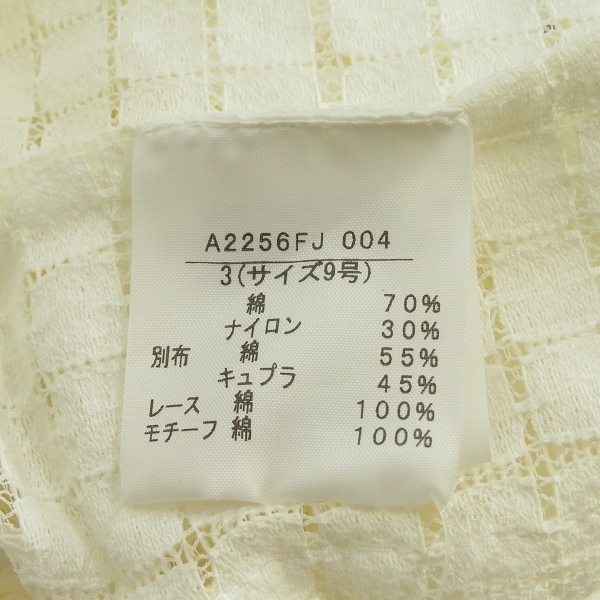 A2256FJ 004
3(サイズ9号)
綿 70%
ナイロン 30%
別布 綿 55%
キュプラ 45%
レース 綿 100%
モチーフ 綿 100%